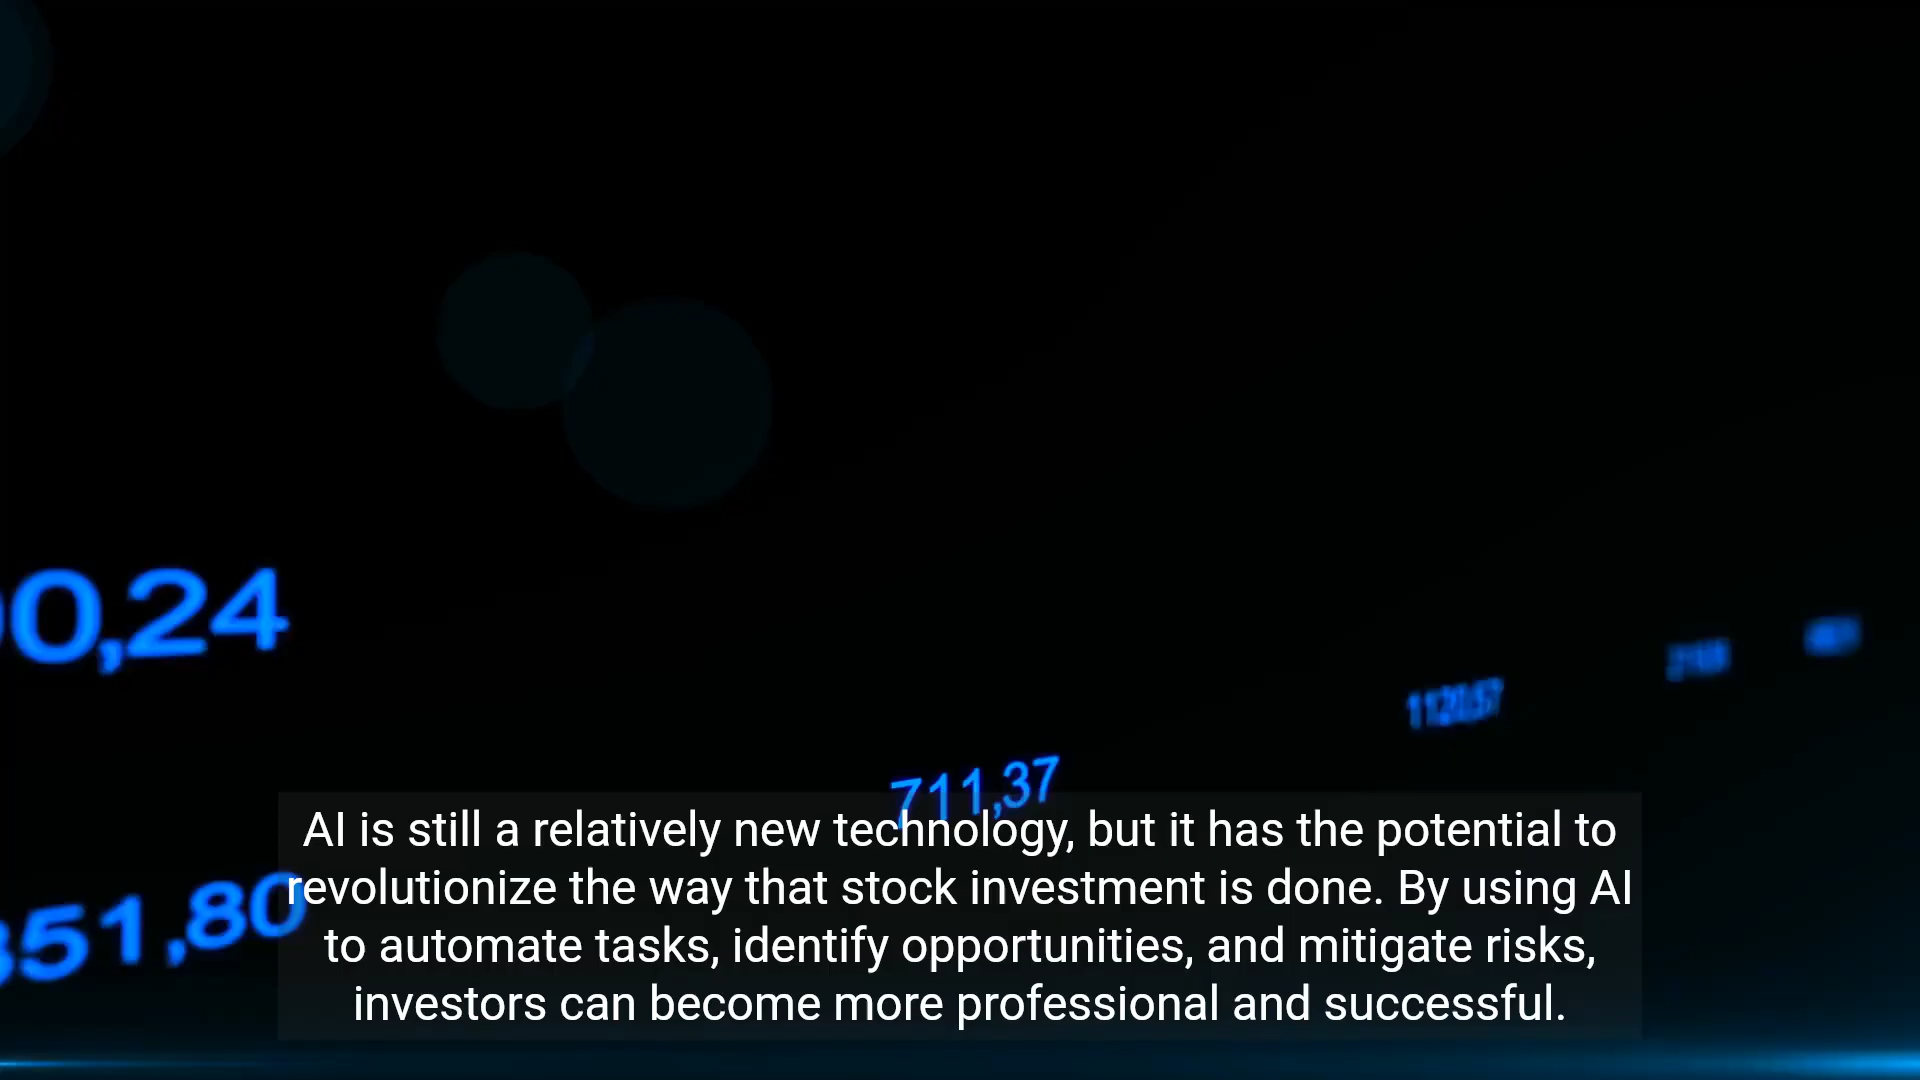 0,24
711,37
51,80
AI is still a relatively new technology, but it has the potential to
revolutionize the way that stock investment is done. By using AI
to automate tasks, identify opportunities, and mitigate risks,
investors can become more professional and successful.